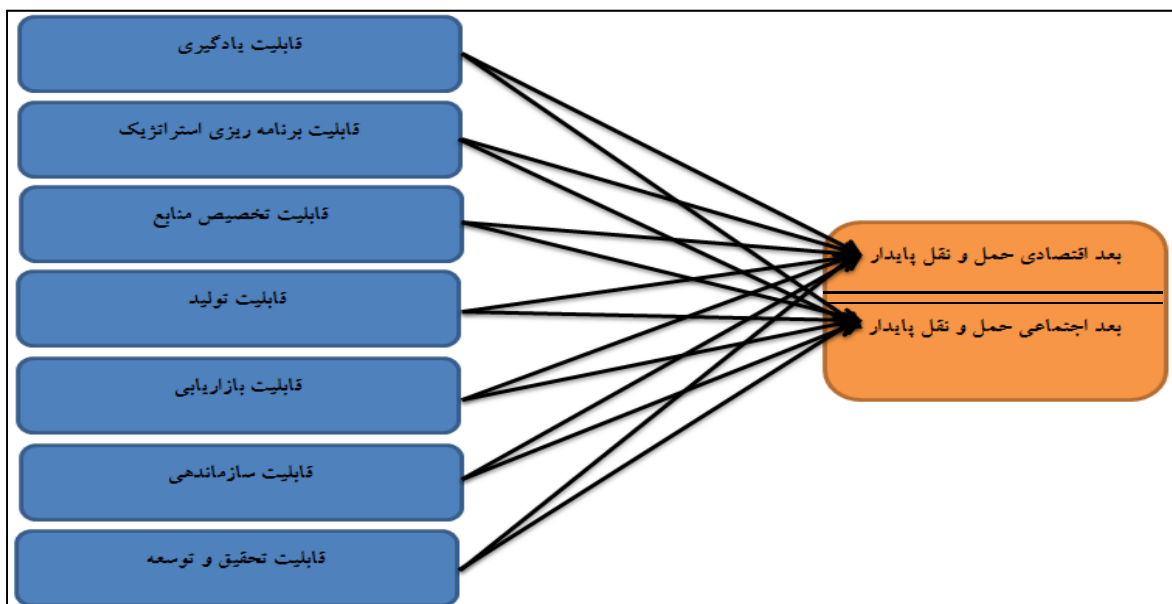 قابلیت یادگیری
قابلیت برنامه ریزی استراتژیک
قابلیت تخصیص منابع
قابلیت تولید
قابلیت بازاریابی
قابلیت سازماندهی
قابلیت تحقیق و توسعه
بعد اقتصادی حمل و نقل پایدار
بعد اجتماعی حمل و نقل پایدار